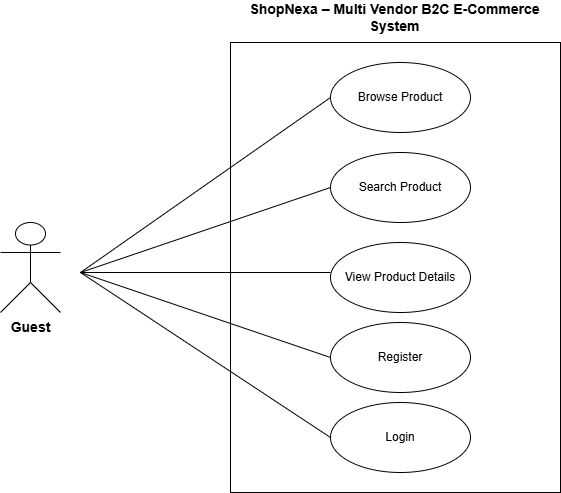 ShopNexa – Multi Vendor B2C E-Commerce
System
Browse Product
Search Product
View Product Details
Guest
Register
Login